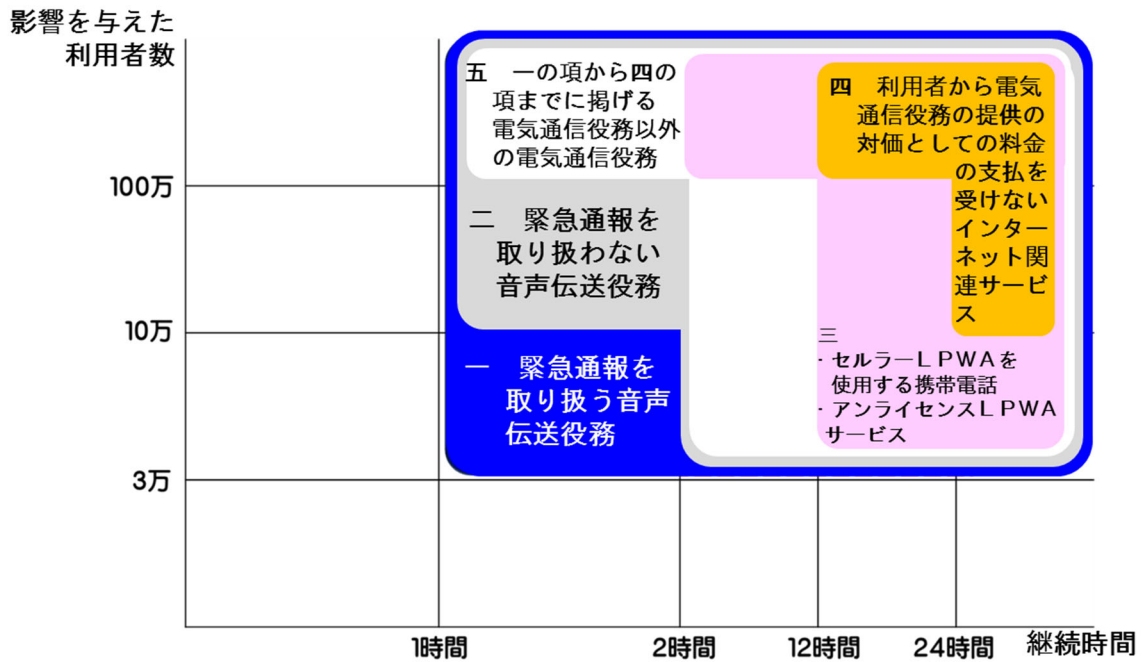 影響を与えた
利用者数
五　一の項から四の
項までに掲げる
電気通信役務以外
の電気通信役務
四　利用者から電気
通信役務の提供の
対価としての料金
の支払を
受けない
インター
ネット関
連サービ
ス
100万
二　緊急通報を
取り扱わない
音声伝送役務
10万
一　緊急通報を
取り扱う音声
伝送役務
三
・セルラーＬＰＷＡを
使用する携帯電話
・アンライセンスＬＰＷＡ
サービス
3万
1時間
2時間
12時間
24時間
継続時間